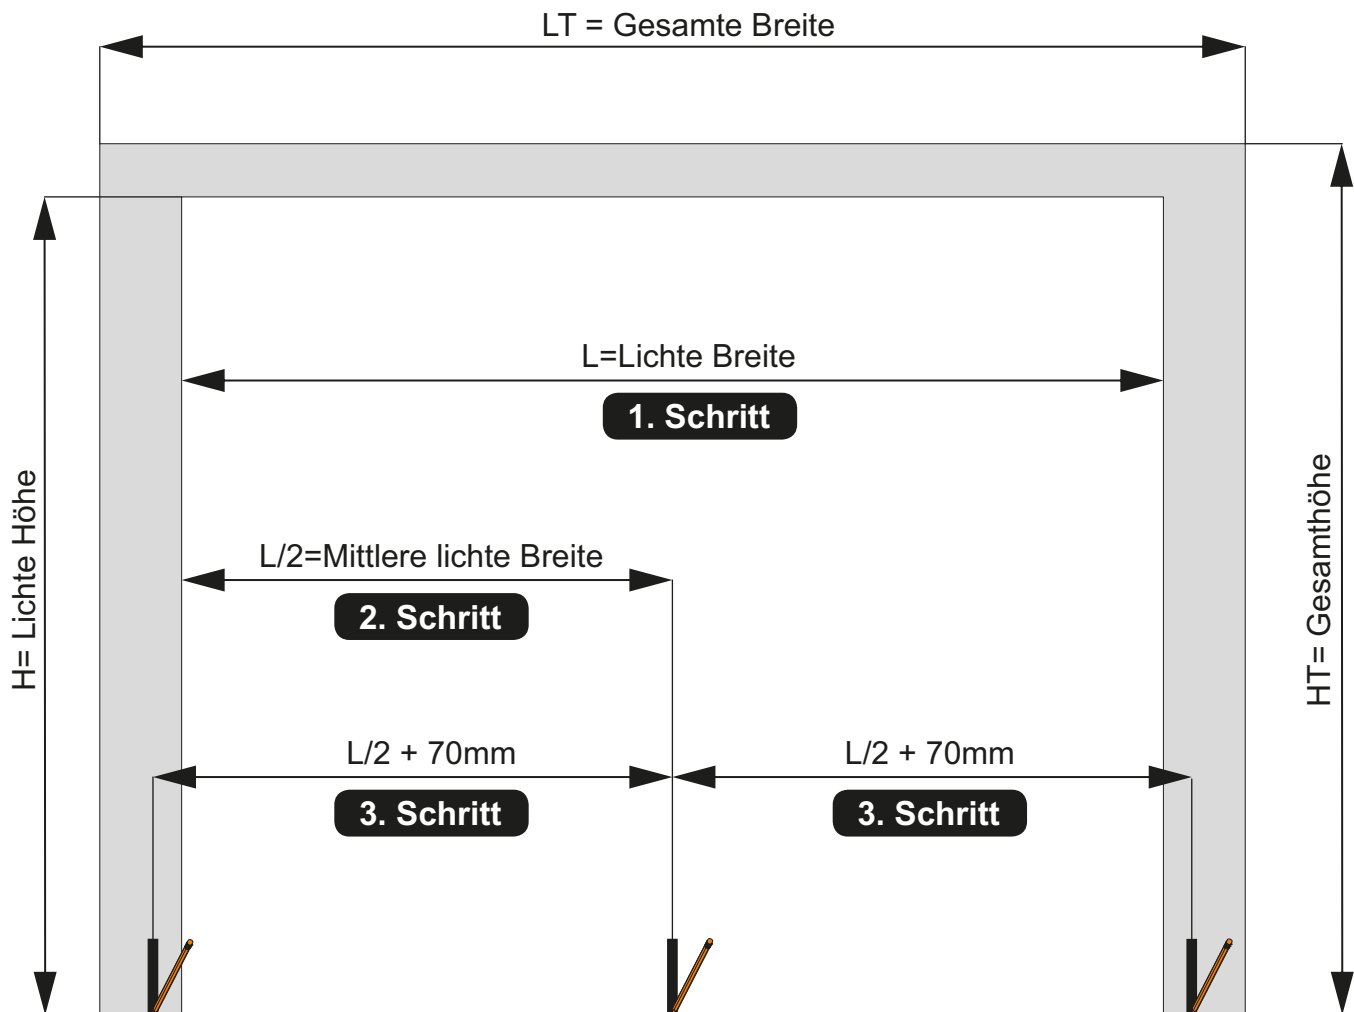 LT = Gesamte Breite
L=Lichte Breite
1. Schritt
H= Lichte Höhe
HT= Gesamthöhe
L/2=Mittlere lichte Breite
2. Schritt
L/2 + 70mm
L/2 + 70mm
3. Schritt
3. Schritt